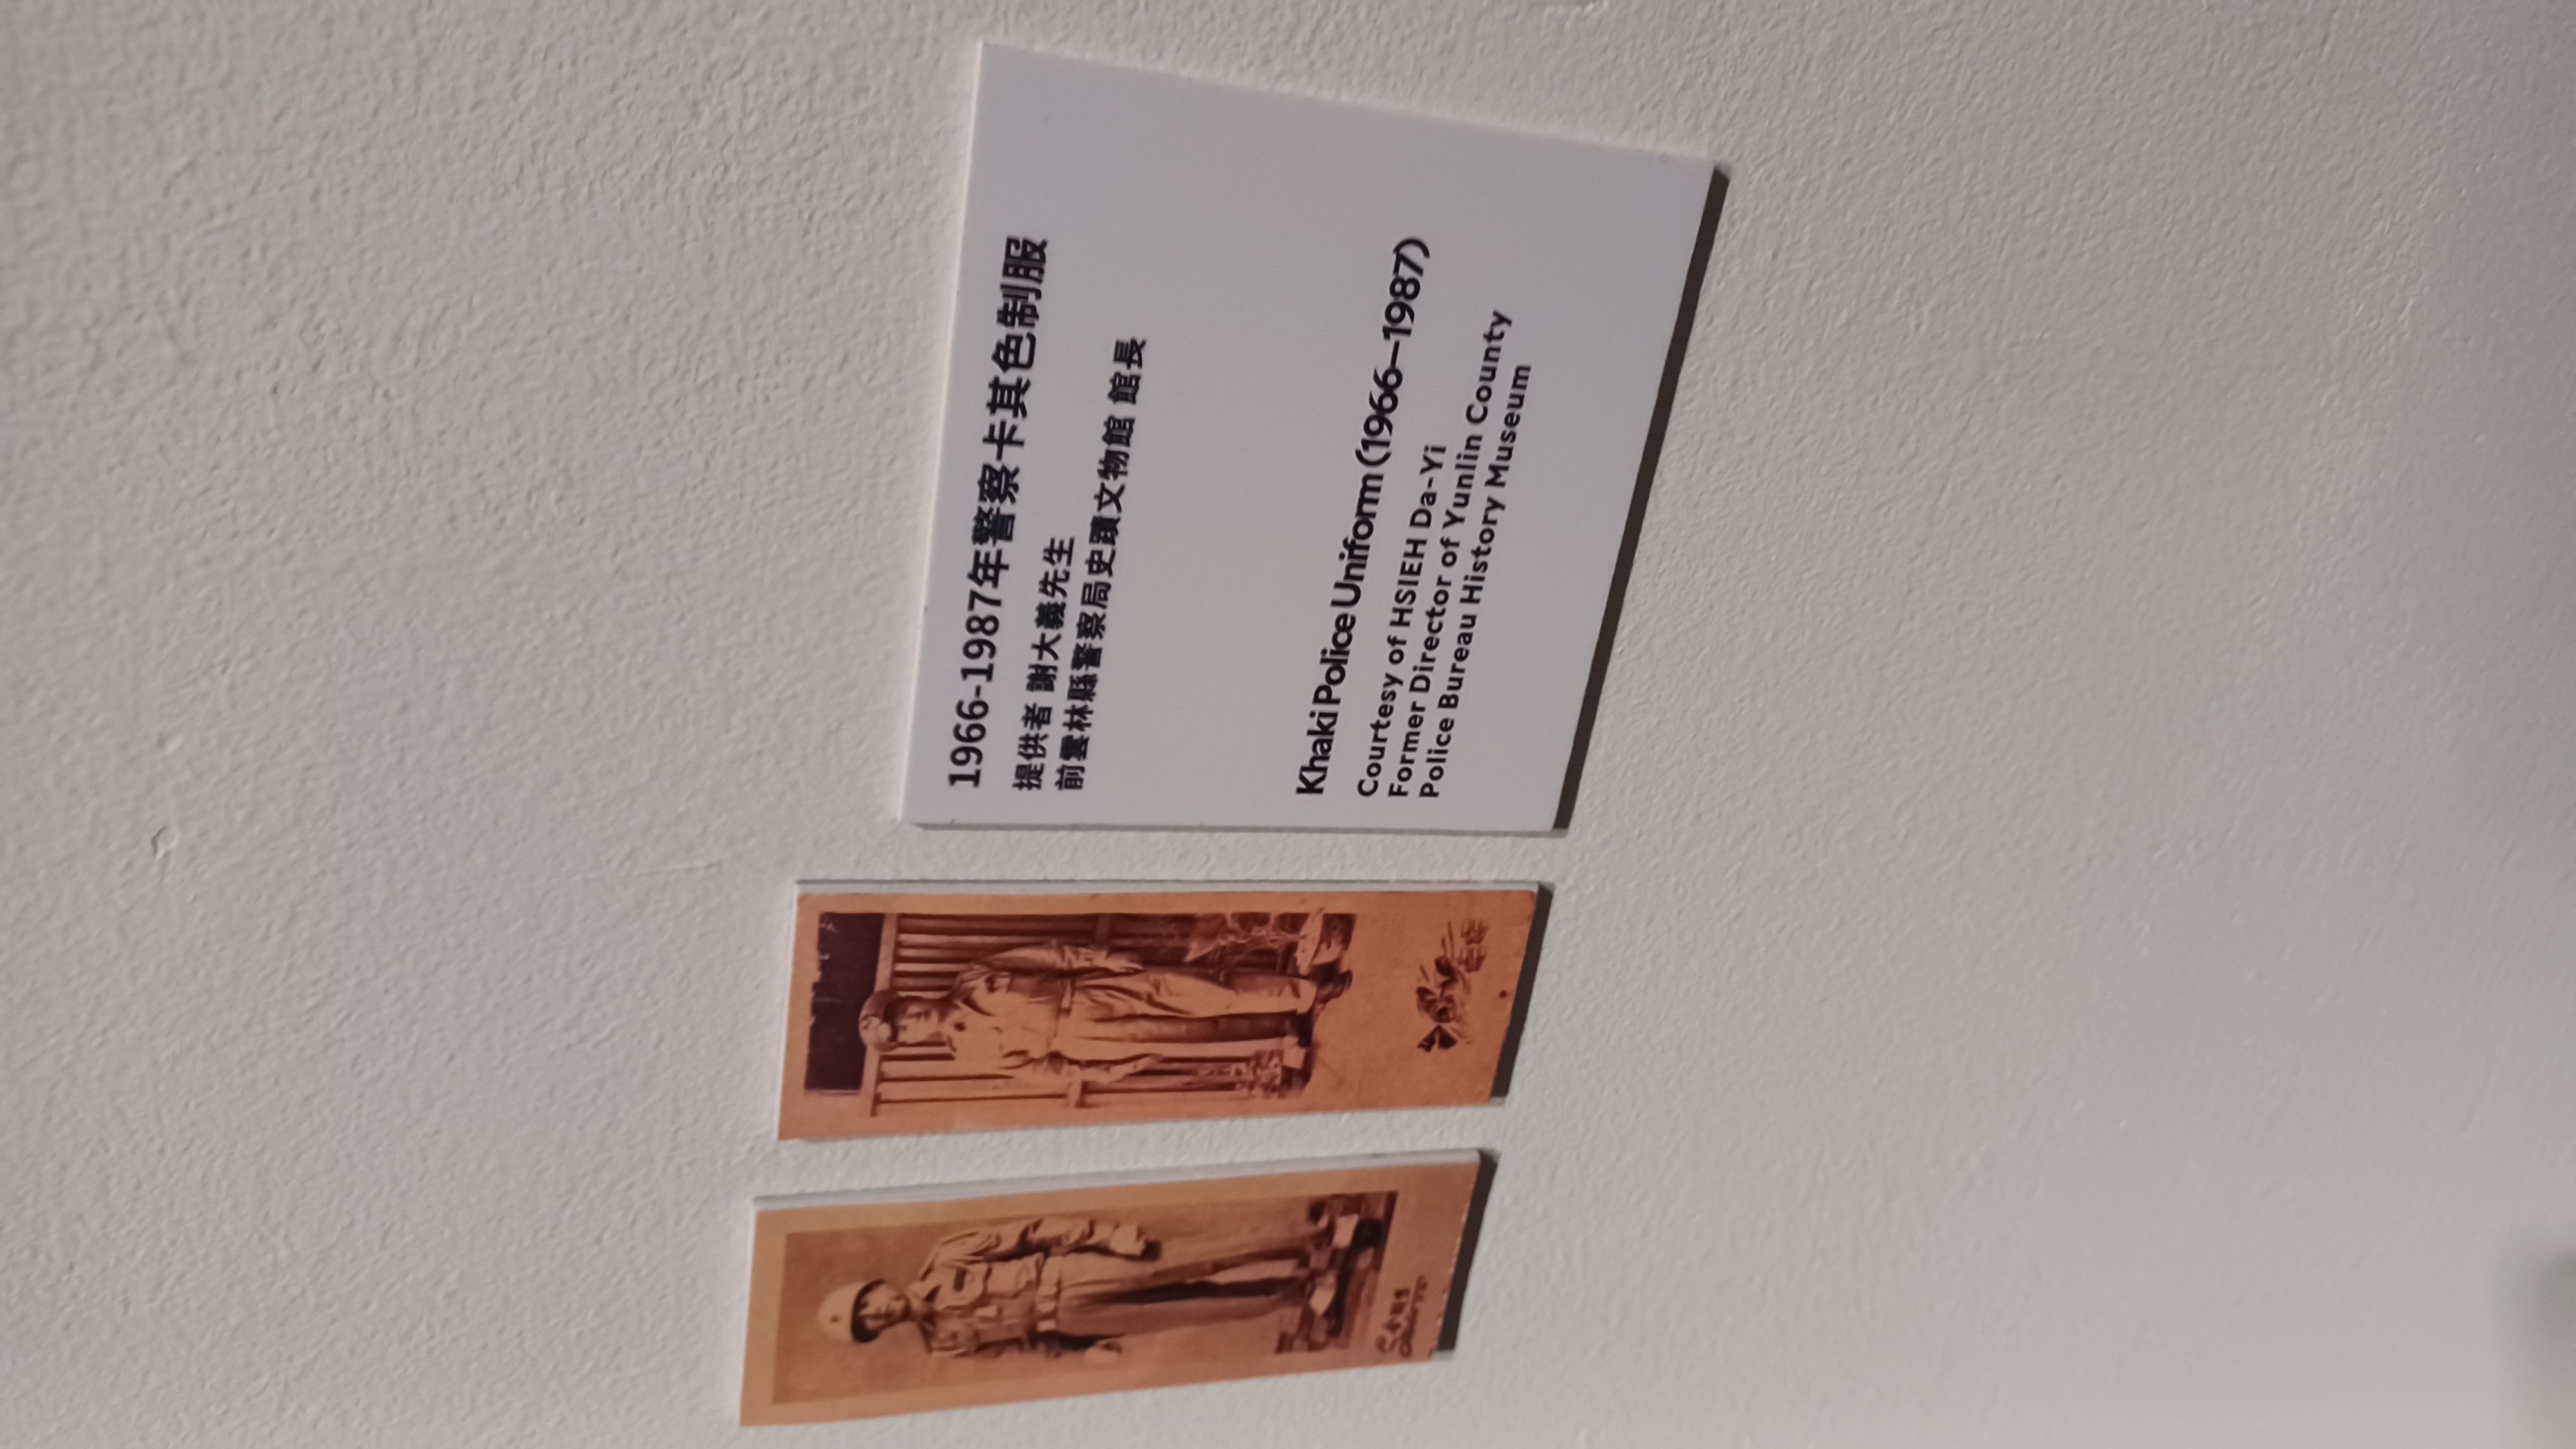 1966-1987年警察卡其色制服
提供者 謝大義先生
前雲林縣警察局史蹟文物館 館長
Khaki Police Uniform (1966–1987)
Courtesy of HSIEH Da-Yi
Former Director of Yunlin County
Police Bureau History Museum